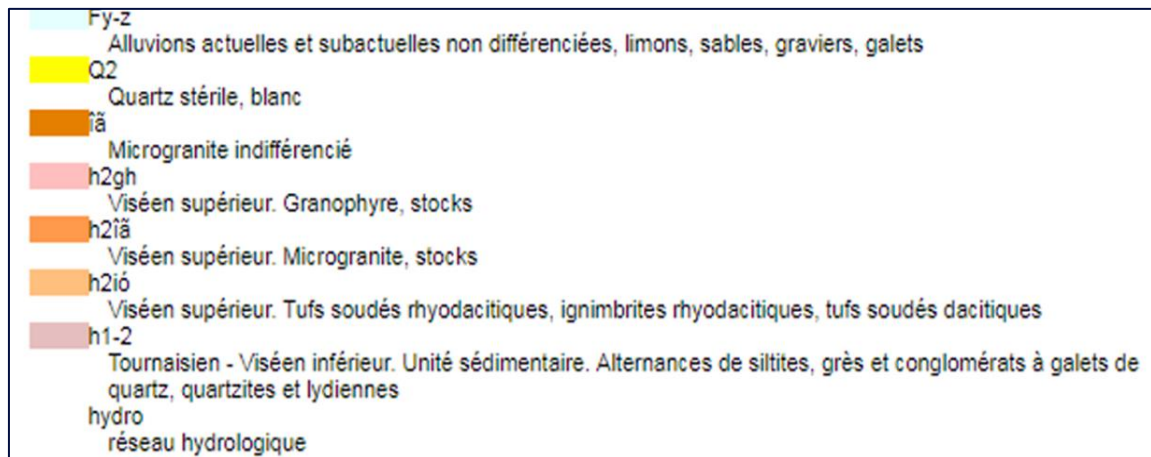 Fy-z
Alluvions actuelles et subactuelles non différenciées, limons, sables, graviers, galets
Q2
Quartz stérile, blanc
îã
Microgranite indifférencié
h2gh
Viséen supérieur. Granophyre, stocks
h2îã
Viséen supérieur. Microgranite, stocks
h2ió
Viséen supérieur. Tufs soudés rhyodacitiques, ignimbrites rhyodacitiques, tufs soudés dacitiques
h1-2
Tournaisien - Viséen inférieur. Unité sédimentaire. Alternances de siltites, grès et conglomérats à galets de
quartz, quartzites et lydiennes
hydro
réseau hydrologique